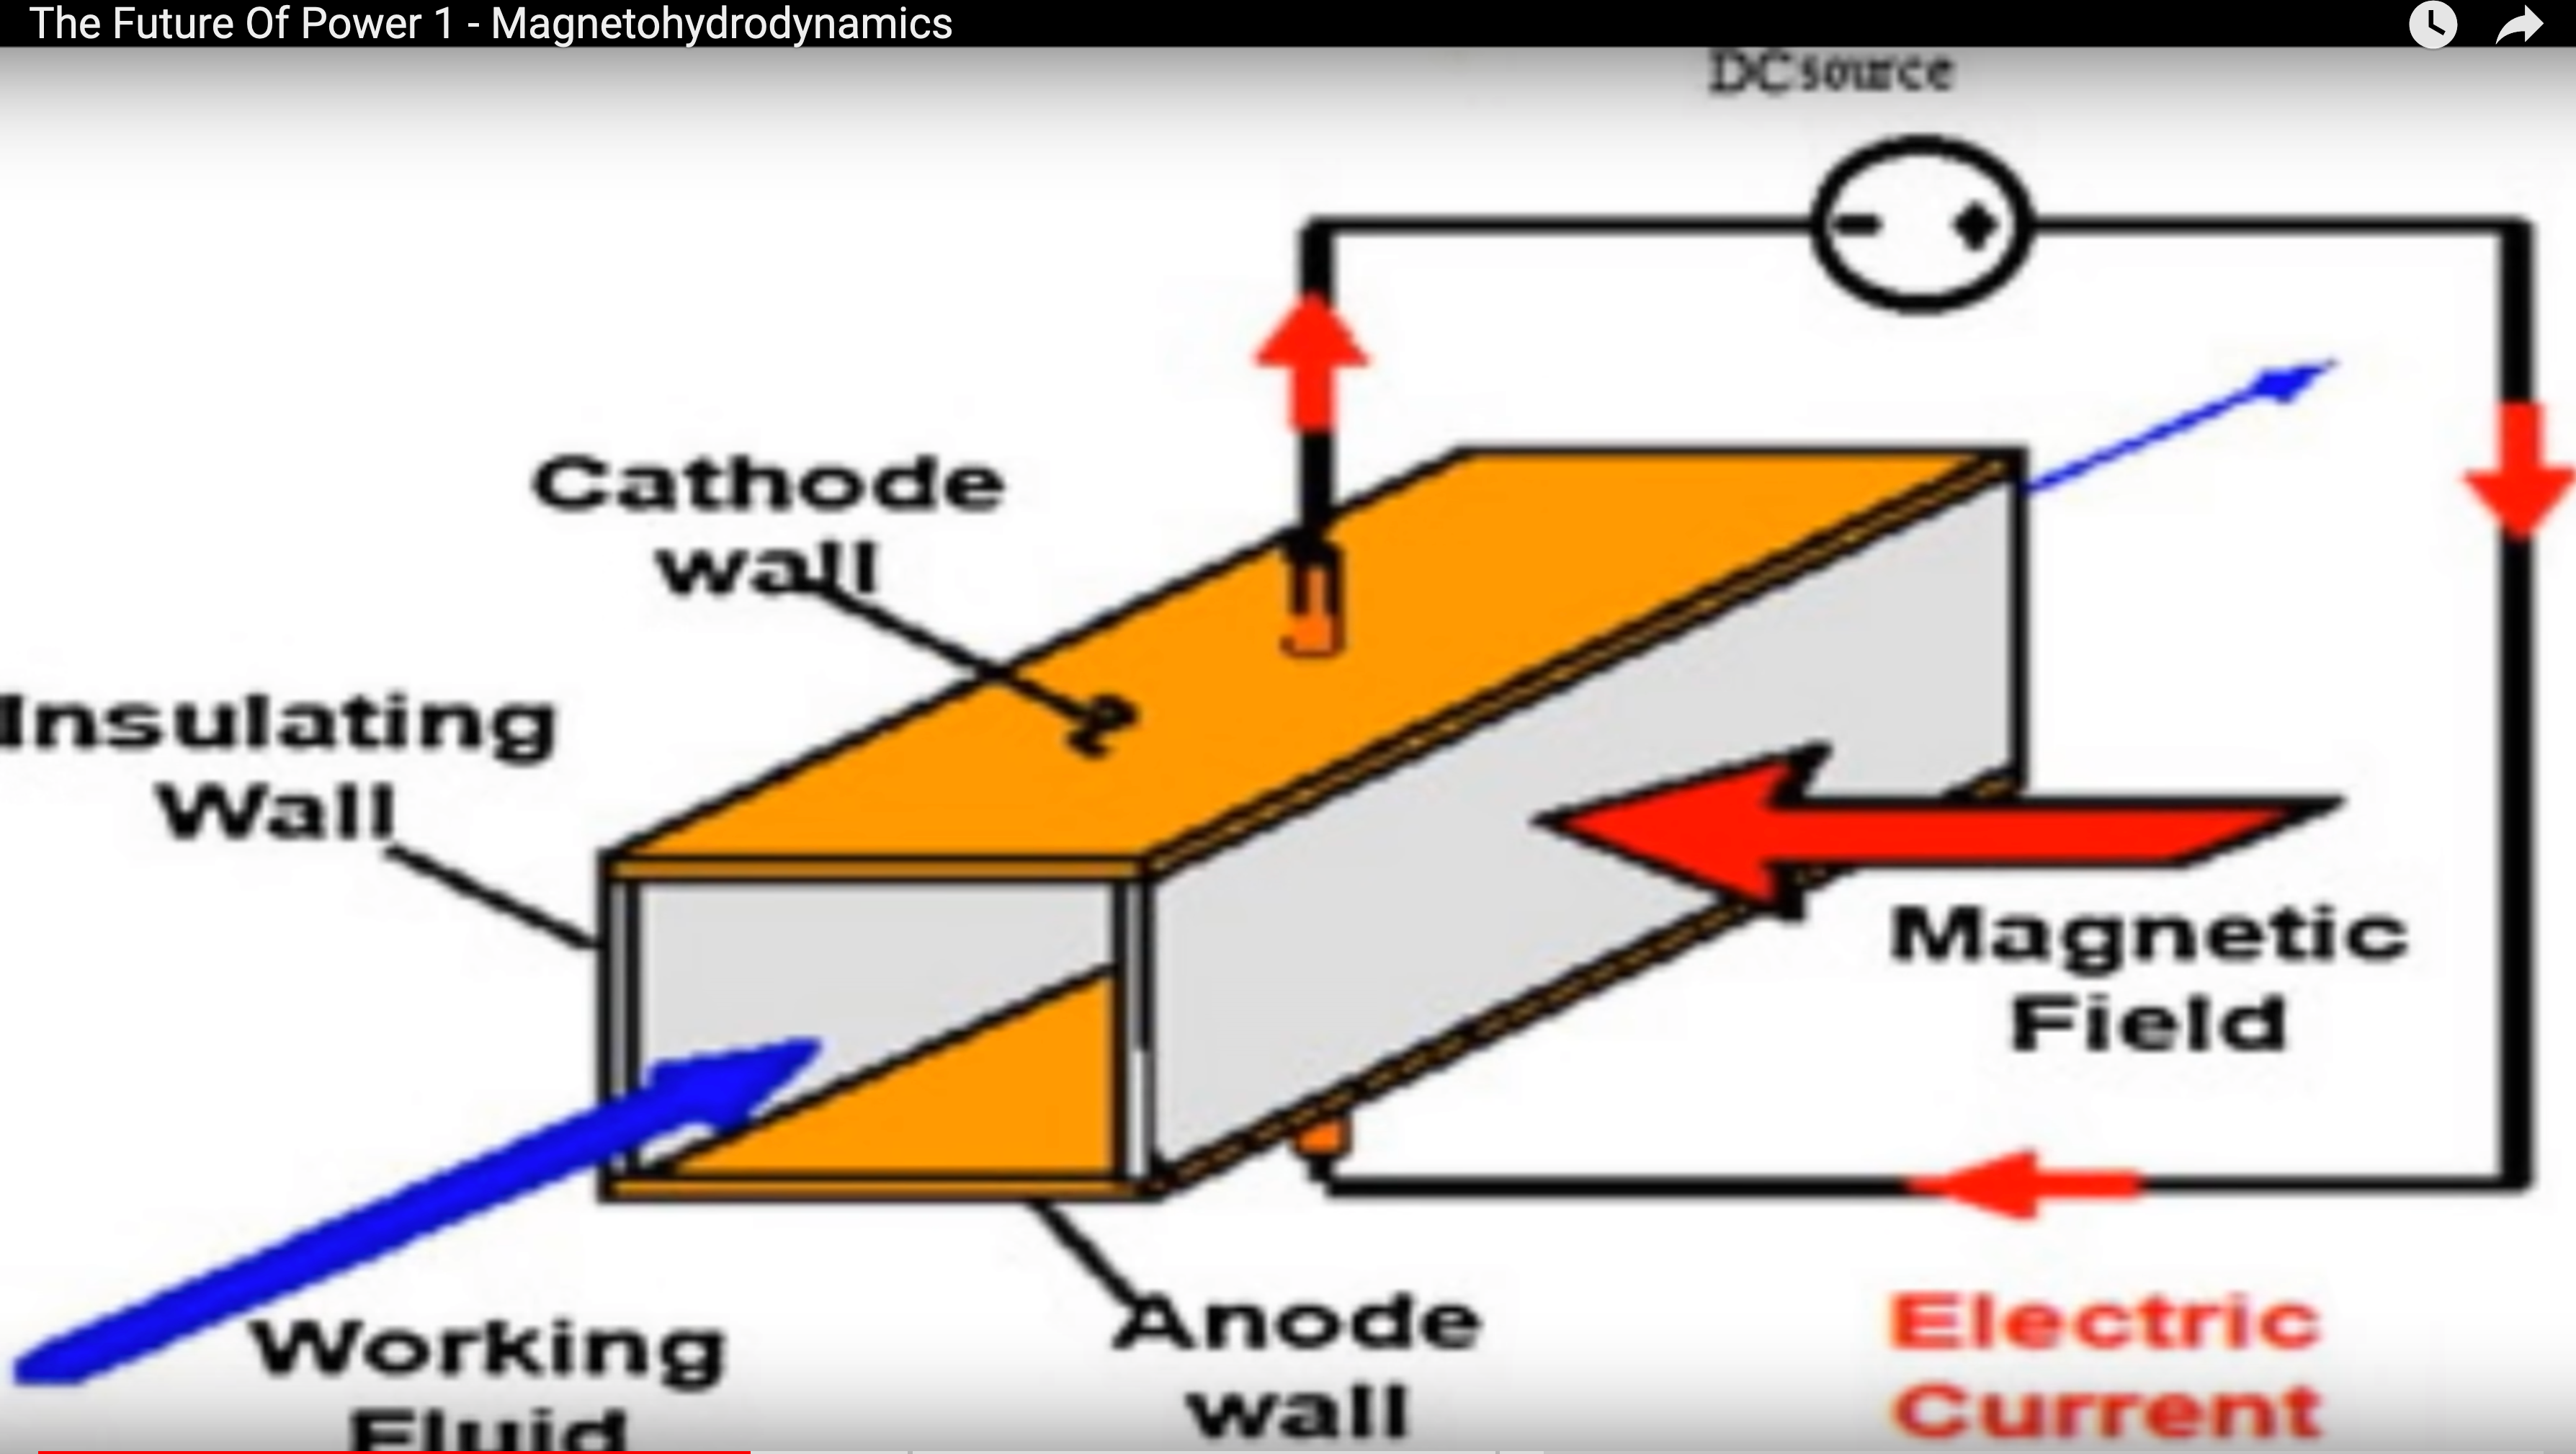 The Future Of Power 1 - Magnetohydrodynamics
DC source
- +
Cathode
wall
Insulating
Wall
Magnetic
Field
Working
Fluid
Anode
wall
Electric
Current